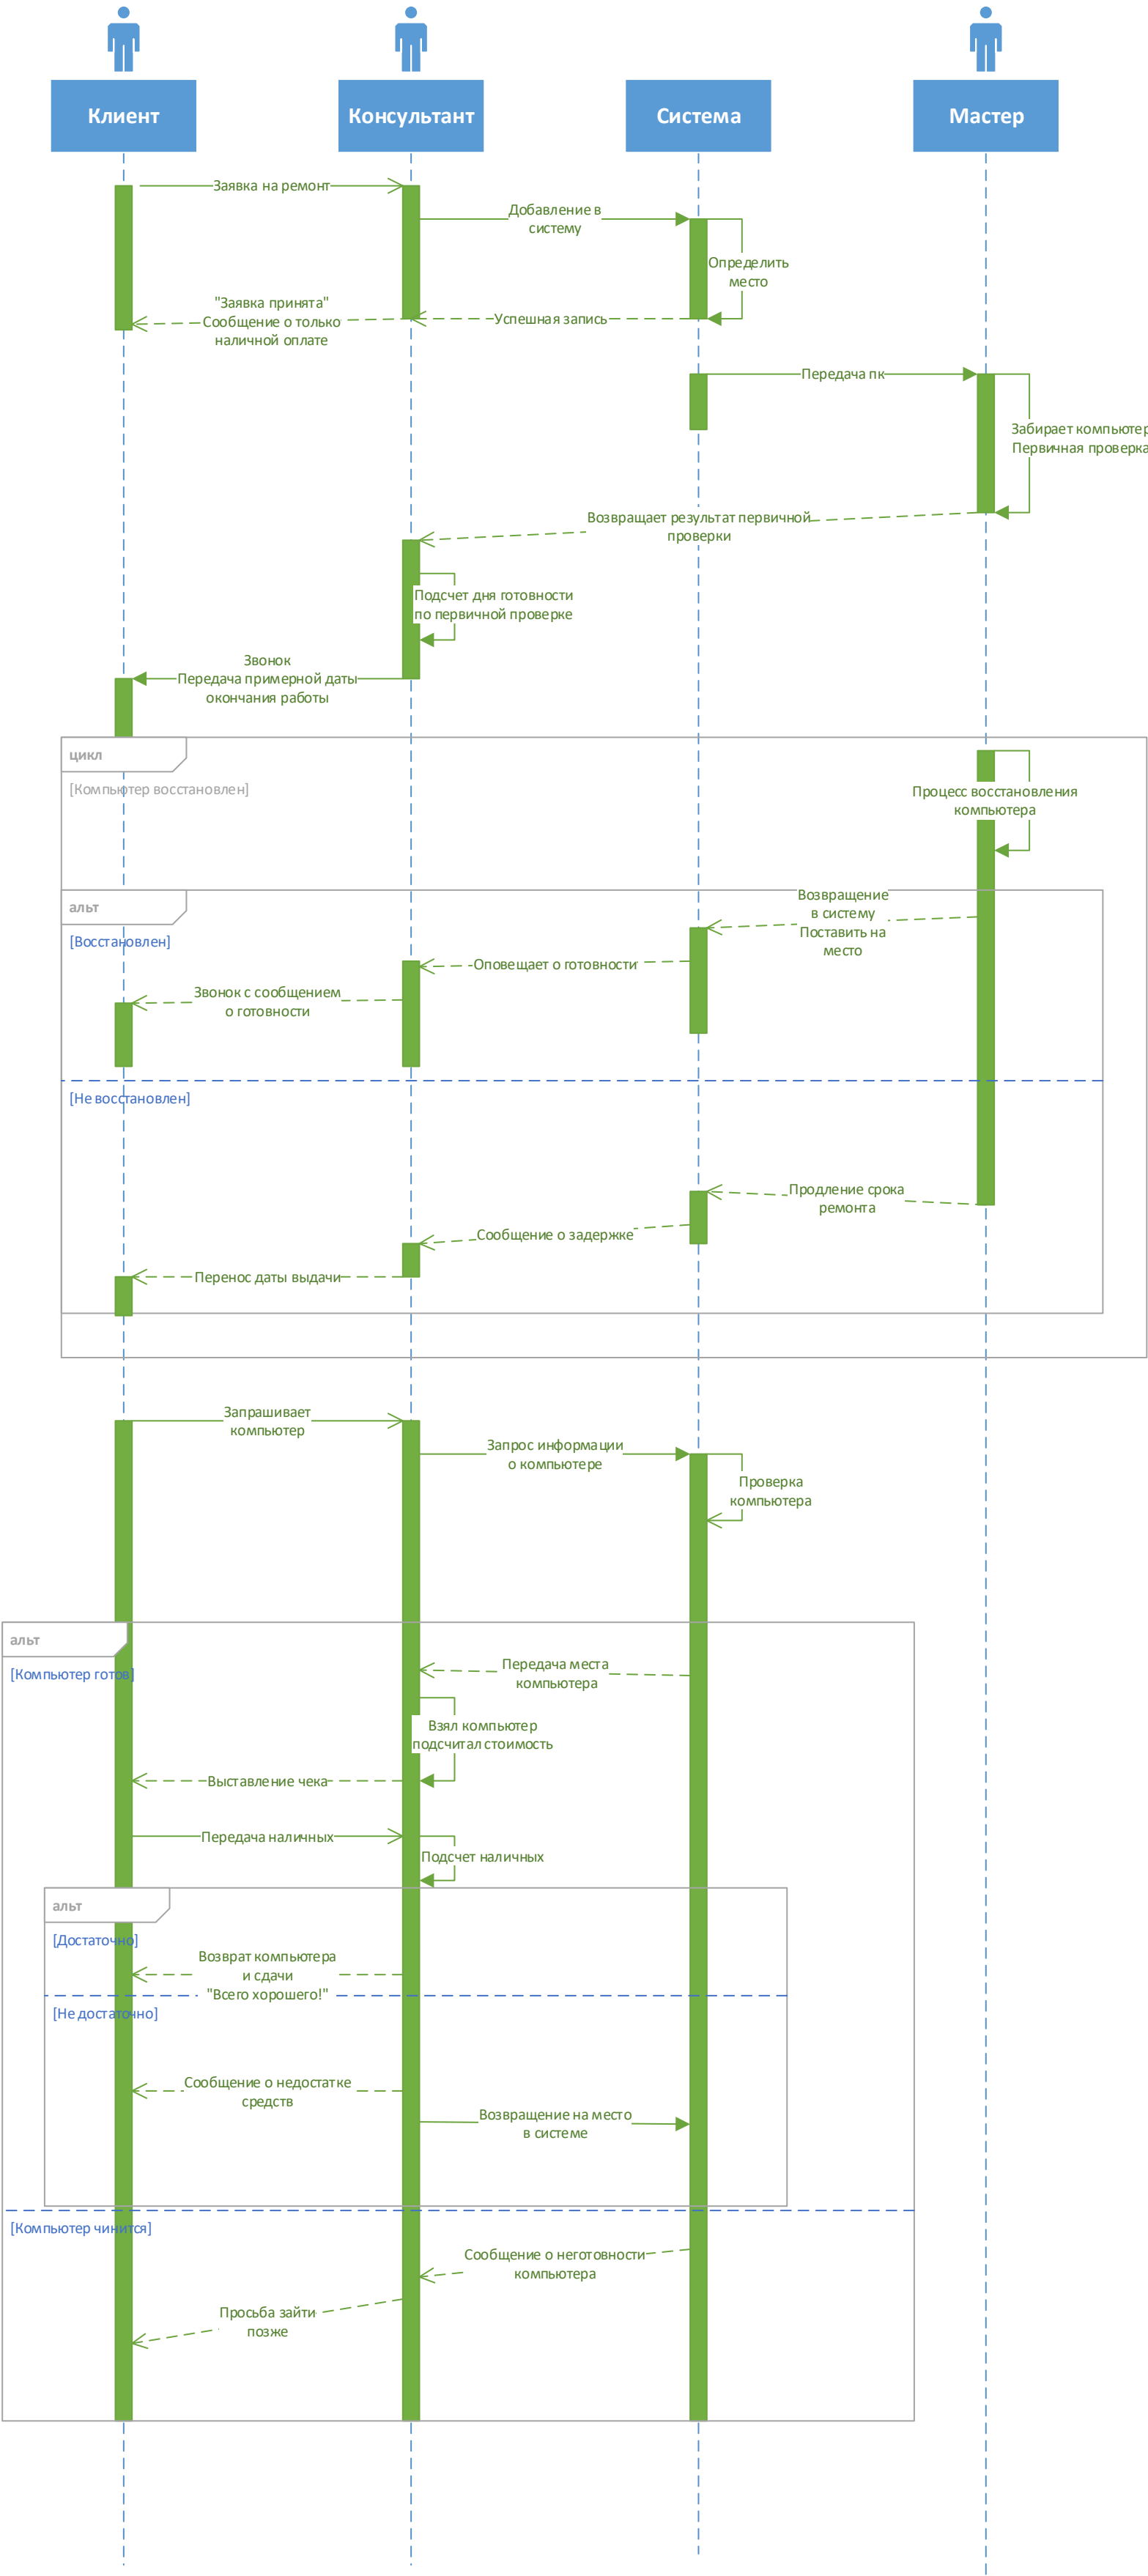 Клиент
Консультант
Система
Мастер
Заявка на ремонт
Добавление в
систему
Определить
место
"Заявка принята"
Сообщение о только
наличной оплате
Успешная запись
Передача пк
Забирает компьютер
Первичная проверка
Возвращает результат первичной
проверки
Подсчет дня готовности
по первичной проверке
Звонок
Передача примерной даты
окончания работы
цикл
[Компьютер восстановлен]
Процесс восстановления
компьютера
альт
[Восстановлен]
Возвращение
в систему
Поставить на
место
Оповещает о готовности
Звонок с сообщением
о готовности
[Не восстановлен]
Продление срока
ремонта
Сообщение о задержке
Перенос даты выдачи
Запрашивает
компьютер
Запрос информации
о компьютере
Проверка
компьютера
альт
[Компьютер готов]
Передача места
компьютера
Взял компьютер
подсчитал стоимость
Выставление чека
Передача наличных
Подсчет наличных
альт
[Достаточно]
Возврат компьютера
и сдачи
"Всего хорошего!"
[Не достаточно]
Сообщение о недостатке
средств
Возвращение на место
в системе
[Компьютер чинится]
Сообщение о неготовности
компьютера
Просьба зайти
позже